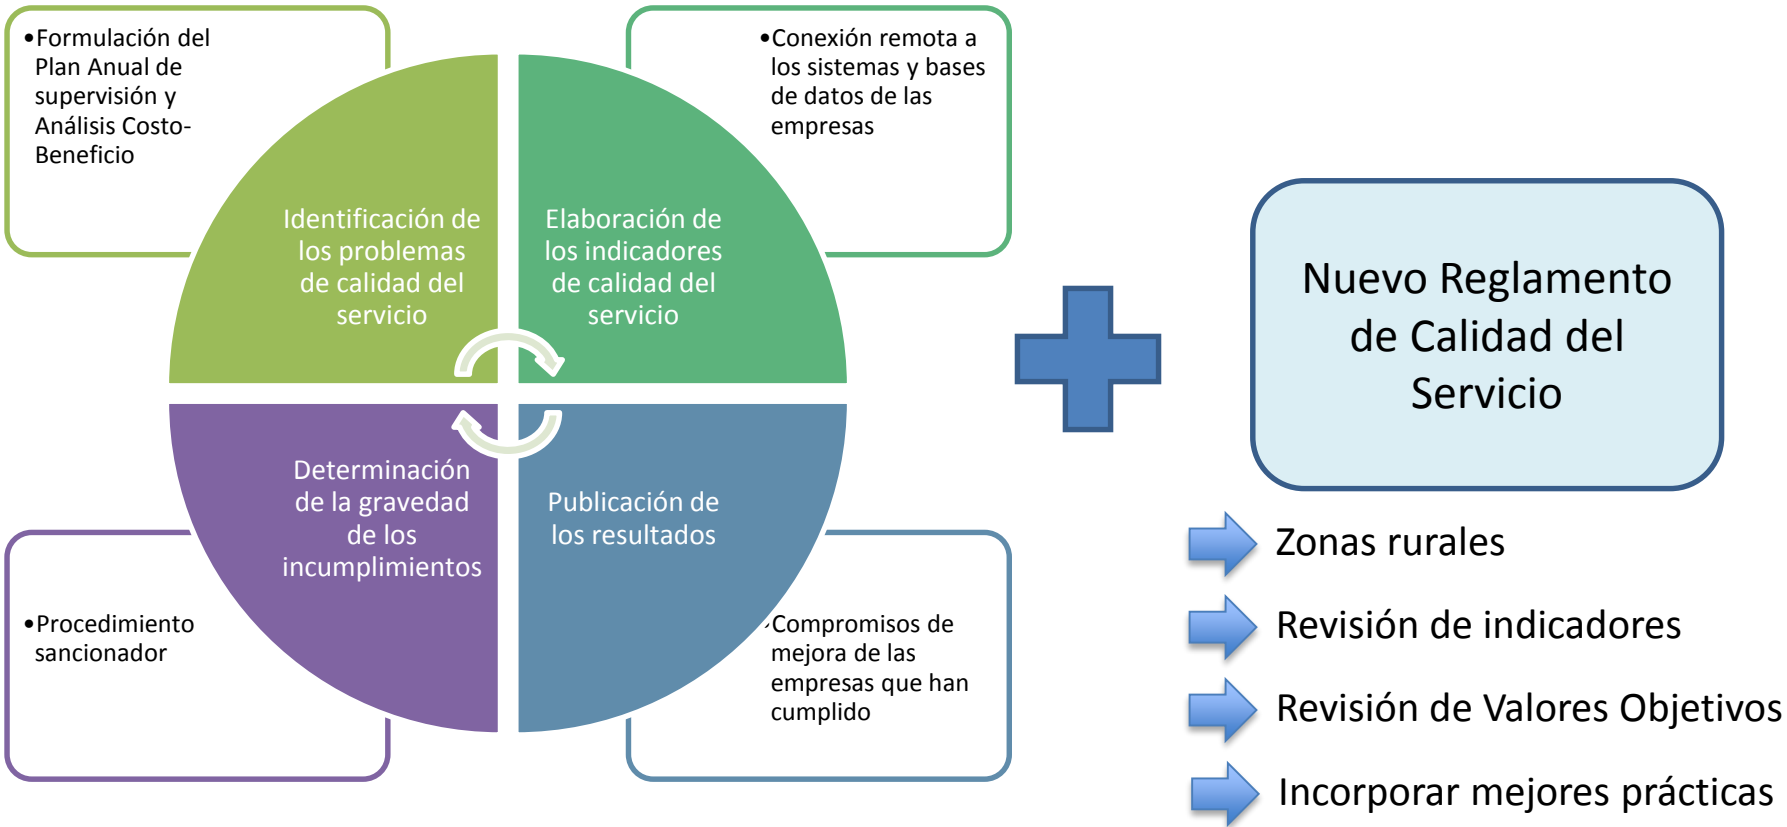 •Formulación del
Plan Anual de
supervisión y
Análisis Costo-
Beneficio
•Conexión remota a
los sistemas y bases
de datos de las
empresas
Identificación de
los problemas
de calidad del
servicio
Elaboración de
los indicadores
de calidad del
servicio
Determinación
de la gravedad
de los
incumplimientos
Publicación de
los resultados
•Procedimiento
sancionador
•Compromisos de
mejora de las
empresas que han
cumplido
Nuevo Reglamento
de Calidad del
Servicio
Zonas rurales
Revisión de indicadores
Revisión de Valores Objetivos
Incorporar mejores prácticas